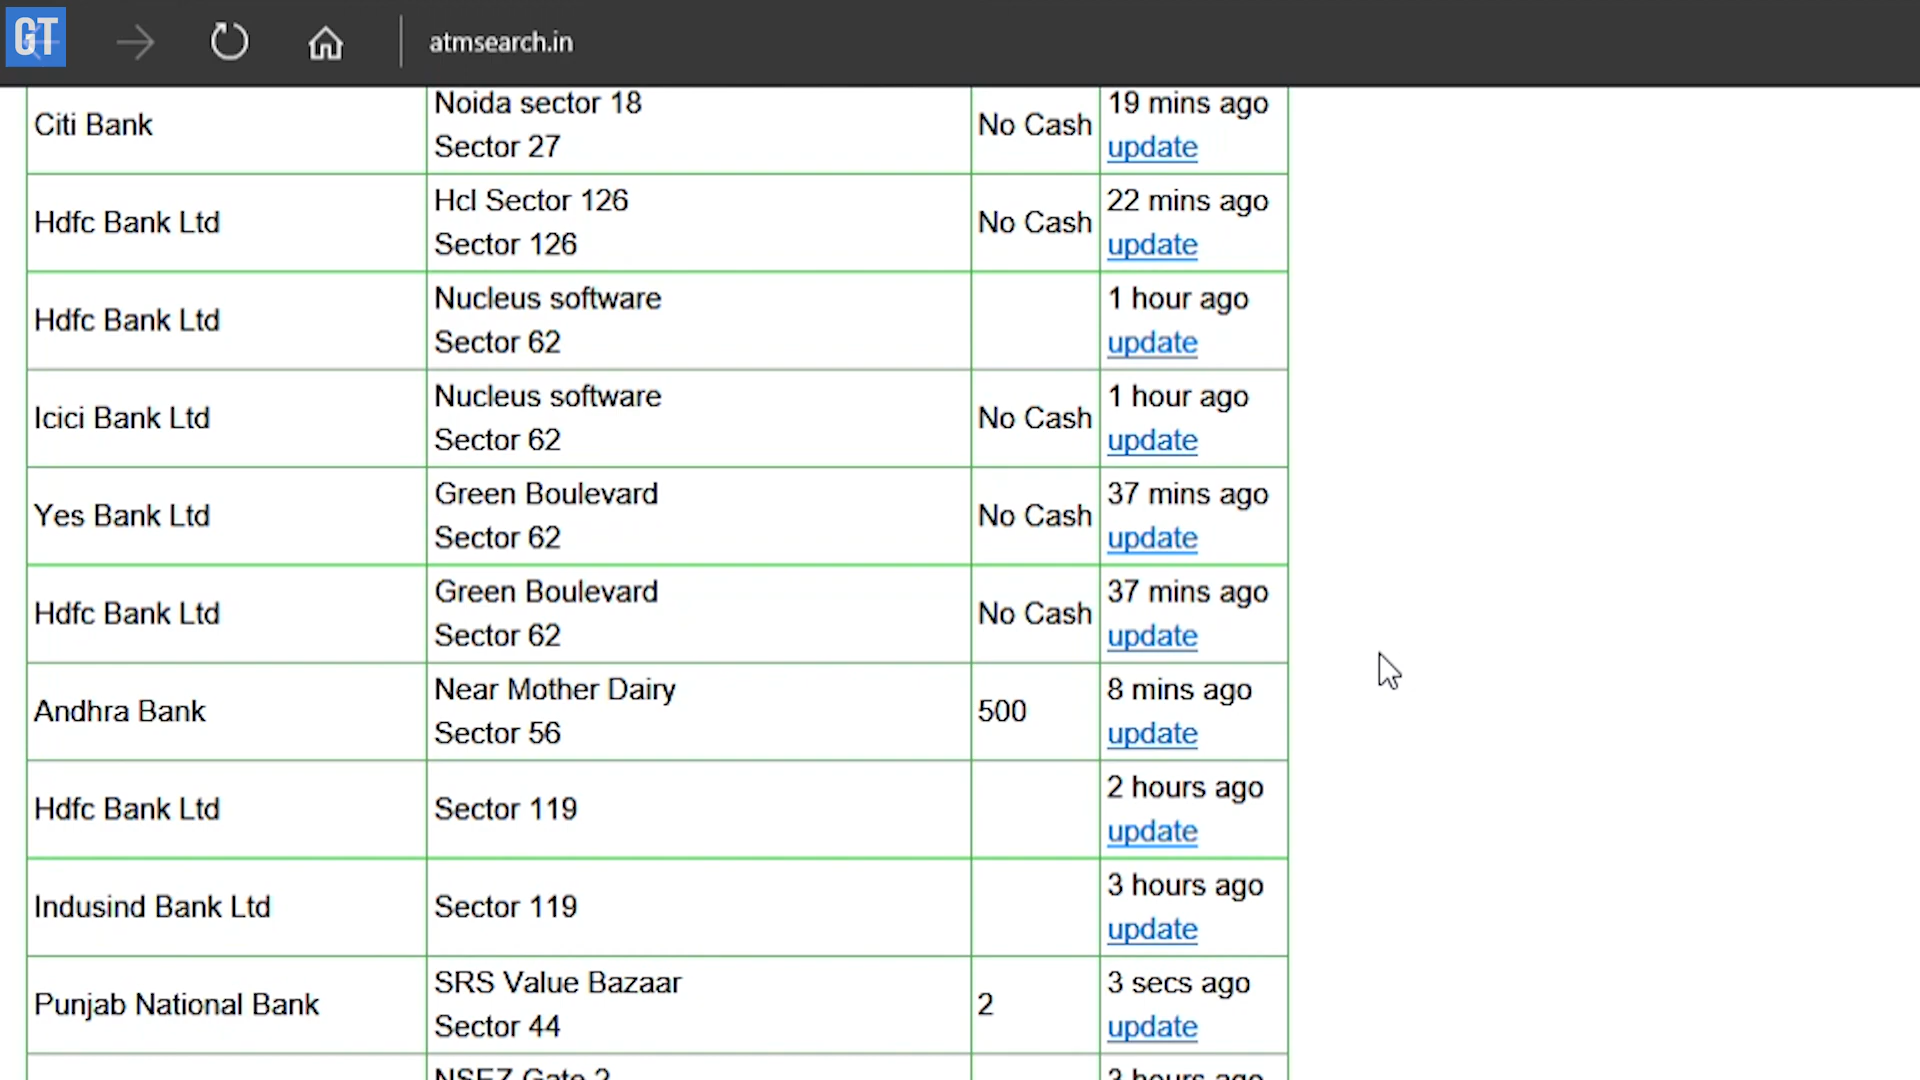 GT
atmsearch.in
Citi Bank
Noida sector 18
Sector 27
No Cash
19 mins ago
update
Hdfc Bank Ltd
Hcl Sector 126
Sector 126
No Cash
22 mins ago
update
Hdfc Bank Ltd
Nucleus software
Sector 62
1 hour ago
update
Icici Bank Ltd
Nucleus software
Sector 62
No Cash
1 hour ago
update
Yes Bank Ltd
Green Boulevard
Sector 62
No Cash
37 mins ago
update
Hdfc Bank Ltd
Green Boulevard
Sector 62
No Cash
37 mins ago
update
Andhra Bank
Near Mother Dairy
Sector 56
500
8 mins ago
update
Hdfc Bank Ltd
Sector 119
2 hours ago
update
Indusind Bank Ltd
Sector 119
3 hours ago
update
Punjab National Bank
SRS Value Bazaar
Sector 44
2
3 secs ago
update
NSEZ Gate 2
3 hours ago